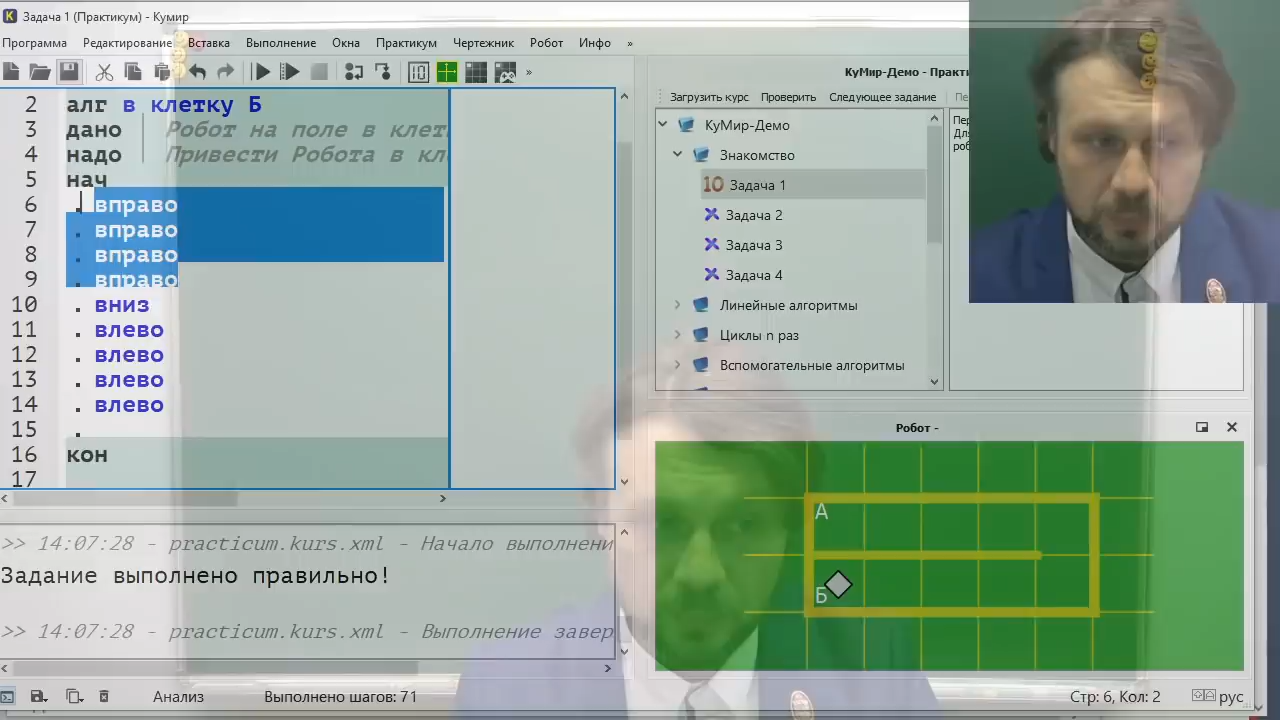 Задача 1 (Практикум) - Кумир
Программа Редактирование Вставка Выполнение Окна Практикум Чертежник Робот Инфо »
»
2 алг в клетку Б
3 дано | Робот на поле в клет
4 надо | Привести Робота в кл
5 нач
6 . вправо
7 . вправо
8 . вправо
9 . вправо
10 . вниз
11 . влево
12 . влево
13 . влево
14 . влево
15 .
16 кон
17
>> 14:07:28 - practicum.kurs.xml - Начало выполнени
Задание выполнено правильно!
>> 14:07:28 - practicum.kurs.xml - Выполнение завер
КуМир-Демо - Практи
Загрузить курс Проверить Следующее задание Пе
КуМир-Демо
Знакомство
10 Задача 1
Задача 2
Задача 3
Задача 4
Линейные алгоритмы
Циклы n раз
Вспомогательные алгоритмы
Пер
Для
роб
Робот -
А
Б
Анализ Выполнено шагов: 71 Стр: 6, Кол: 2 рус